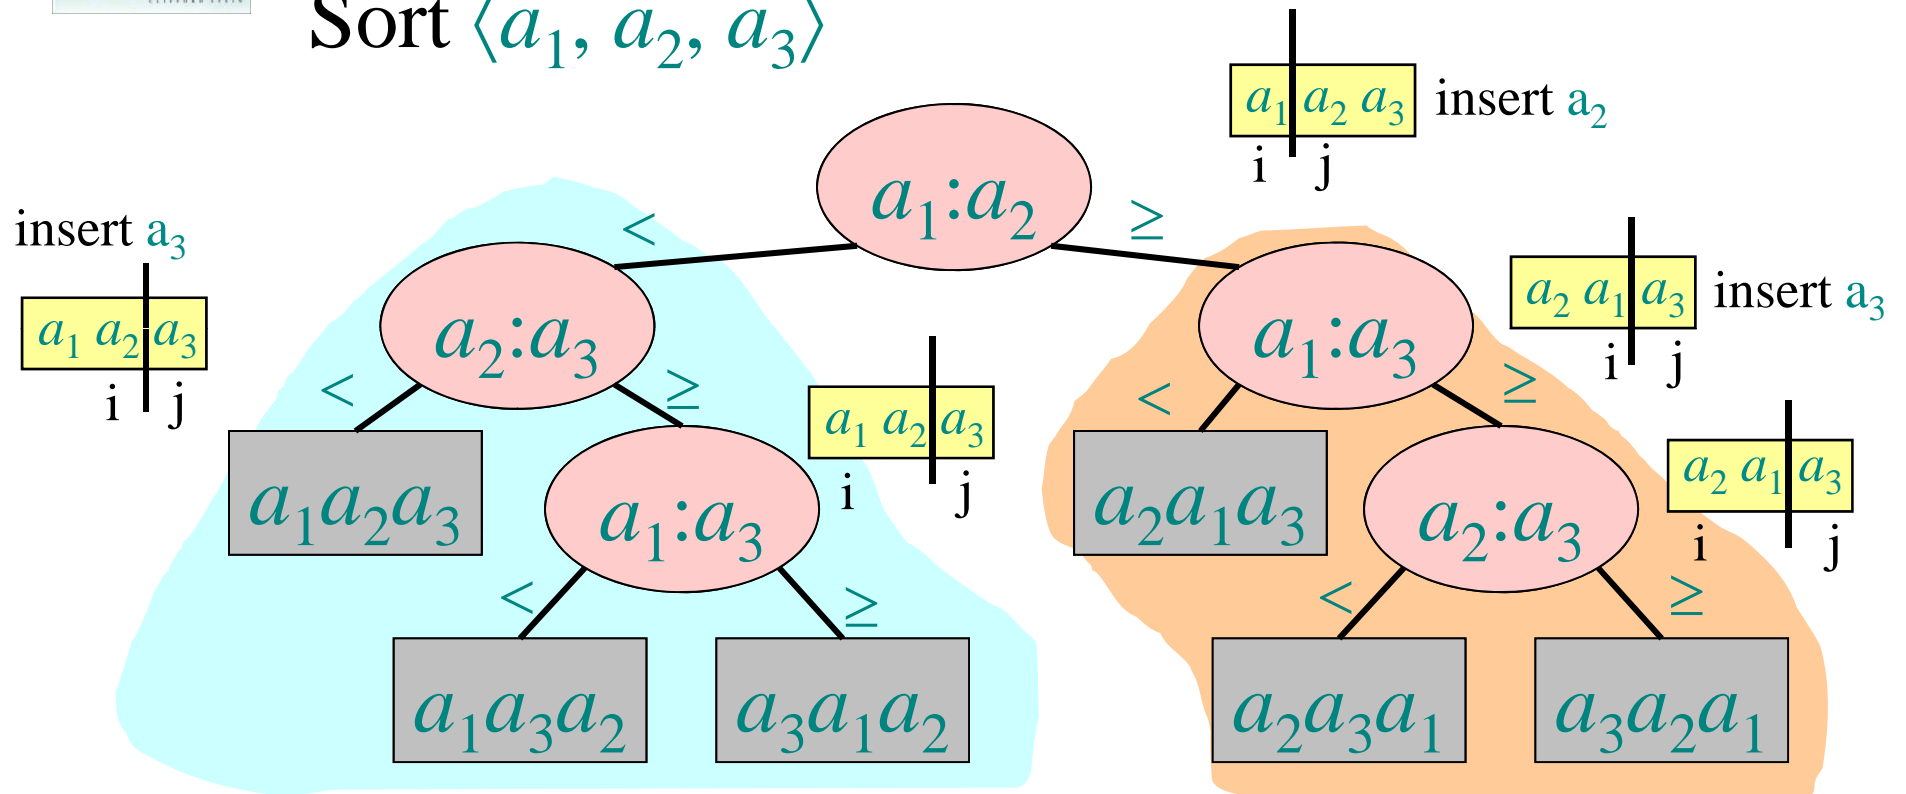 CLIFFORD STEIN
Sort ⟨a₁, a₂, a₃⟩
a₁ a₂ a₃ insert a₂
i j
a₁:a₂
< ≥
insert a₃
a₁ a₂ a₃
i j
a₂:a₃
< ≥
a₁:a₃
< ≥
a₂ a₁ a₃ insert a₃
i j
a₁a₂a₃
a₁:a₃
< ≥
a₁ a₂ a₃
i j
a₂a₁a₃
a₂:a₃
< ≥
a₂ a₁ a₃
i j
a₁a₃a₂
a₃a₁a₂
a₂a₃a₁
a₃a₂a₁